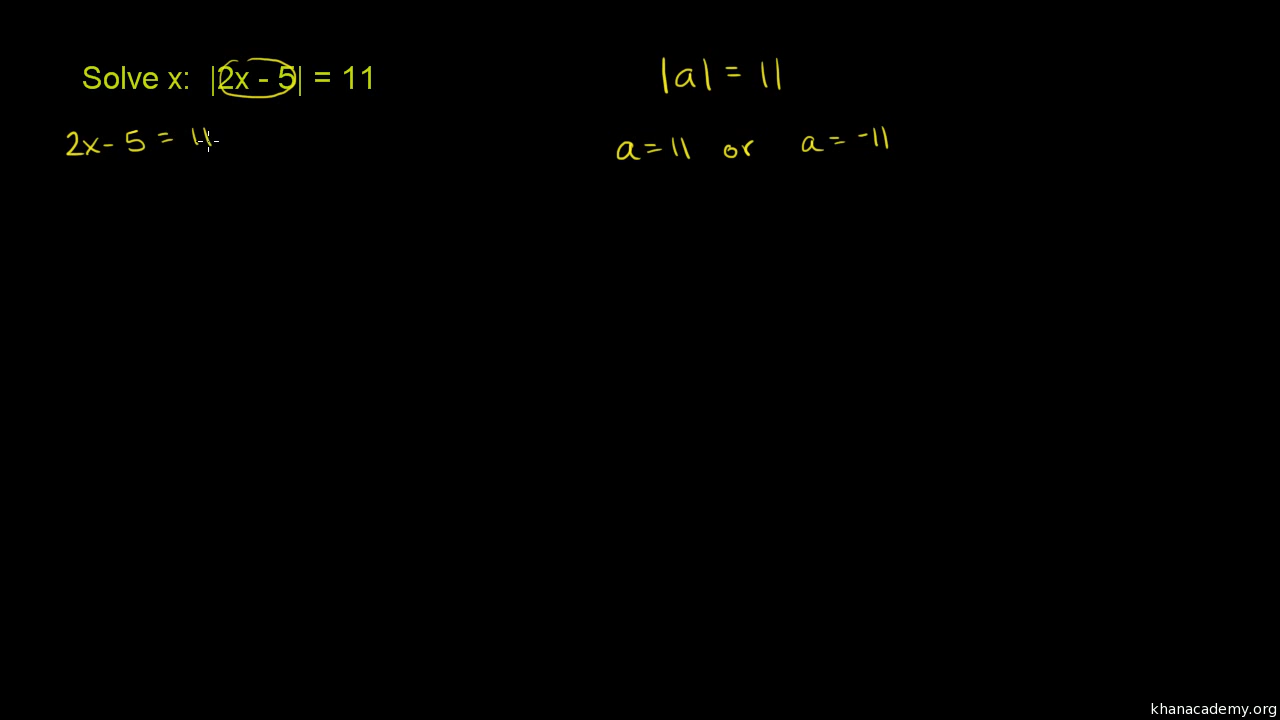 Solve x: |2x - 5| = 11
2x - 5 = 11
|a| = 11
a = 11 or a = -11
khanacademy.org